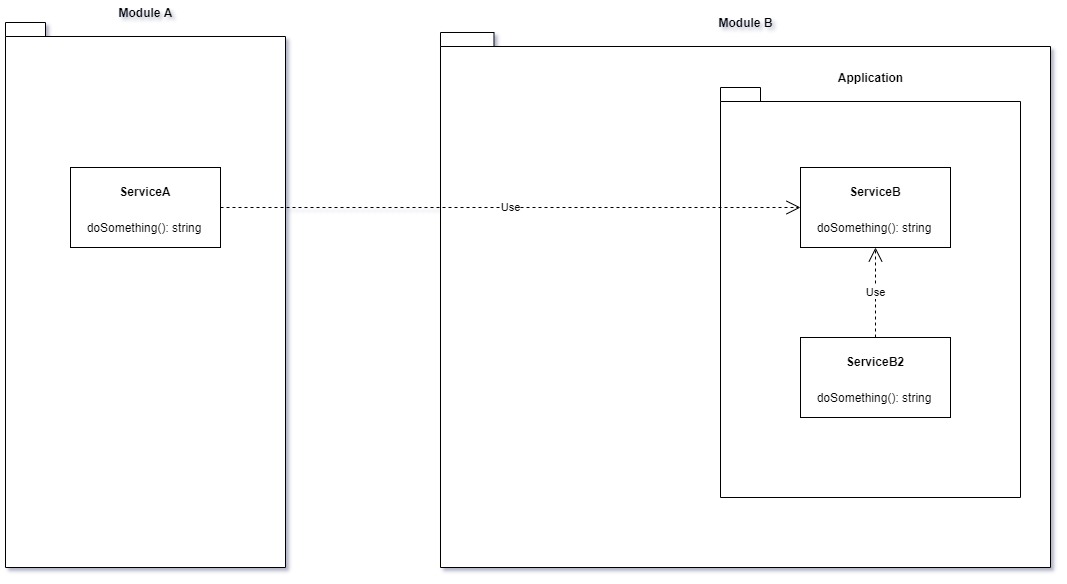 Module A
Module B
Application
ServiceA
doSomething(): string
Use
ServiceB
doSomething(): string
Use
ServiceB2
doSomething(): string